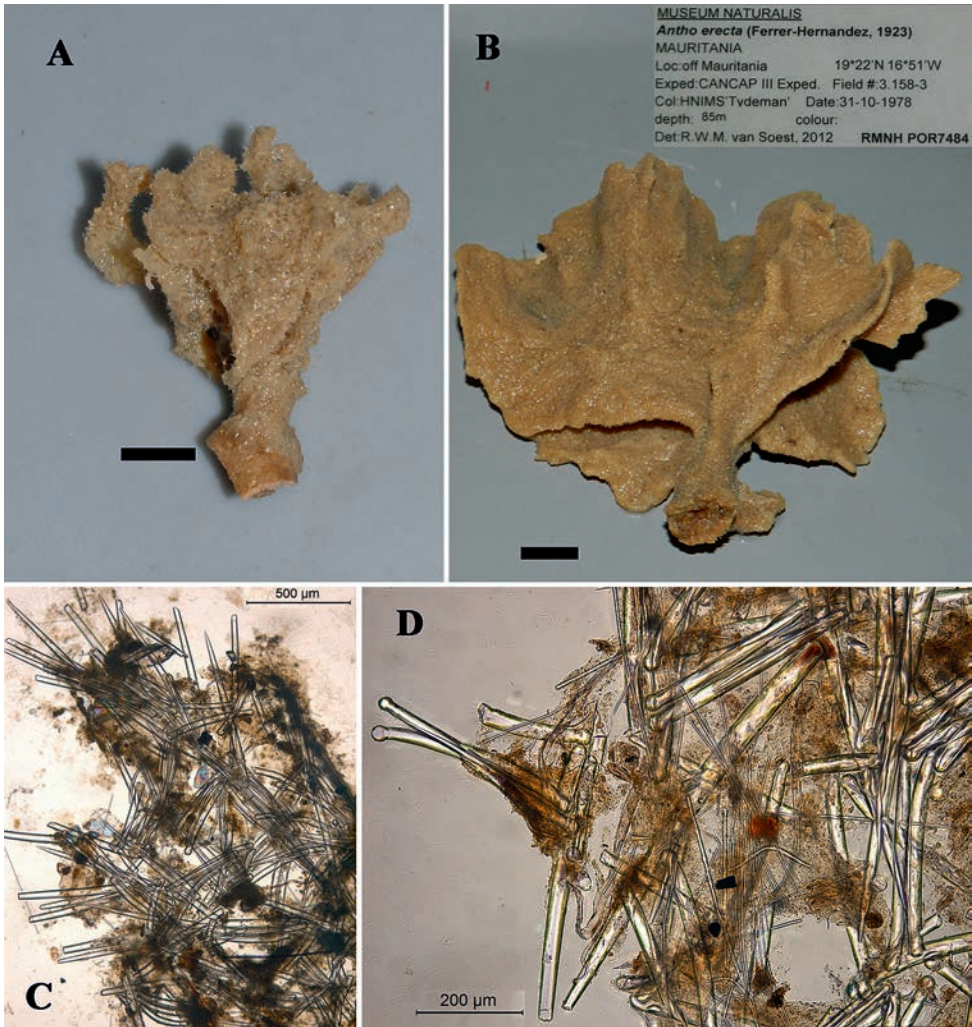 A
B
MUSEUM NATURALIS
Antho erecta (Ferrer-Hernandez, 1923)
MAURITANIA
Loc:off Mauritania 19°22'N 16°51'W
Exped:CANCAP III Exped. Field #:3.158-3
Col:HNlMS'Tydeman' Date:31-10-1978
depth: 85m colour:
Det:R.W.M. van Soest, 2012 RMNH POR7484
500 µm
D
C
200 µm